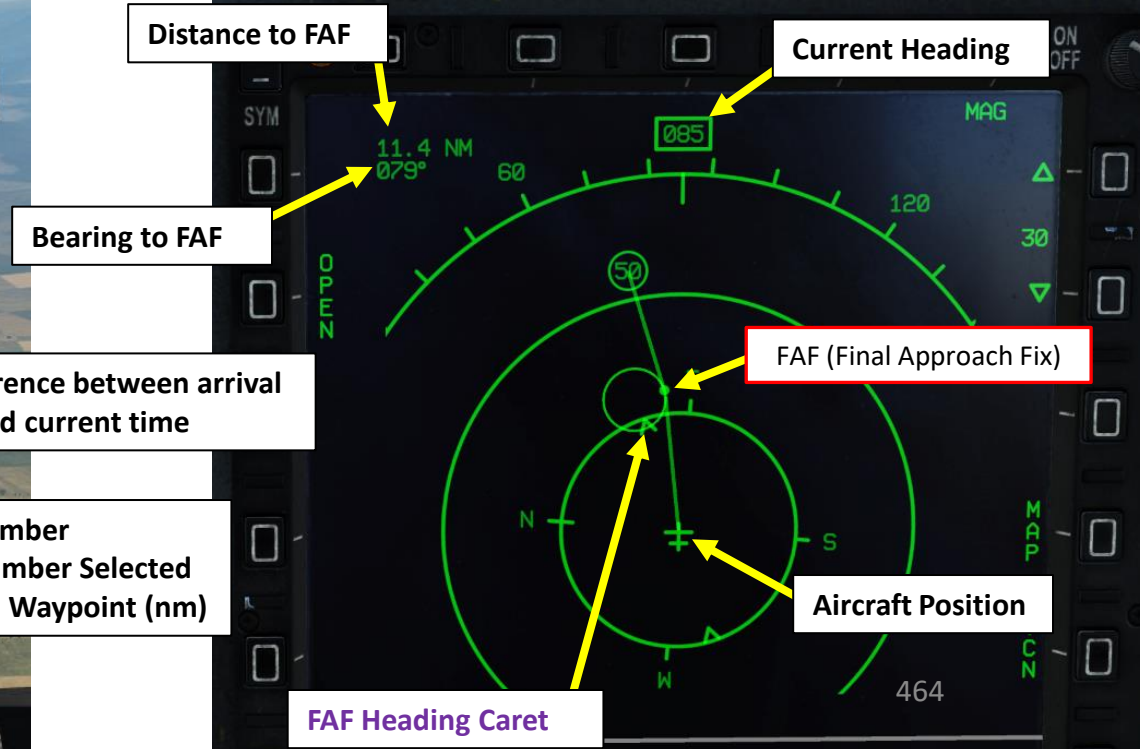 Distance to FAF
Current Heading
ON
OFF
SYM
MAG
085
11.4 NM
079°
60
120
Bearing to FAF
30
OPEN
50
FAF (Final Approach Fix)
rence between arrival
d current time
N
S
MAP
mber
mber Selected
Waypoint (nm)
Aircraft Position
W
CN
464
FAF Heading Caret